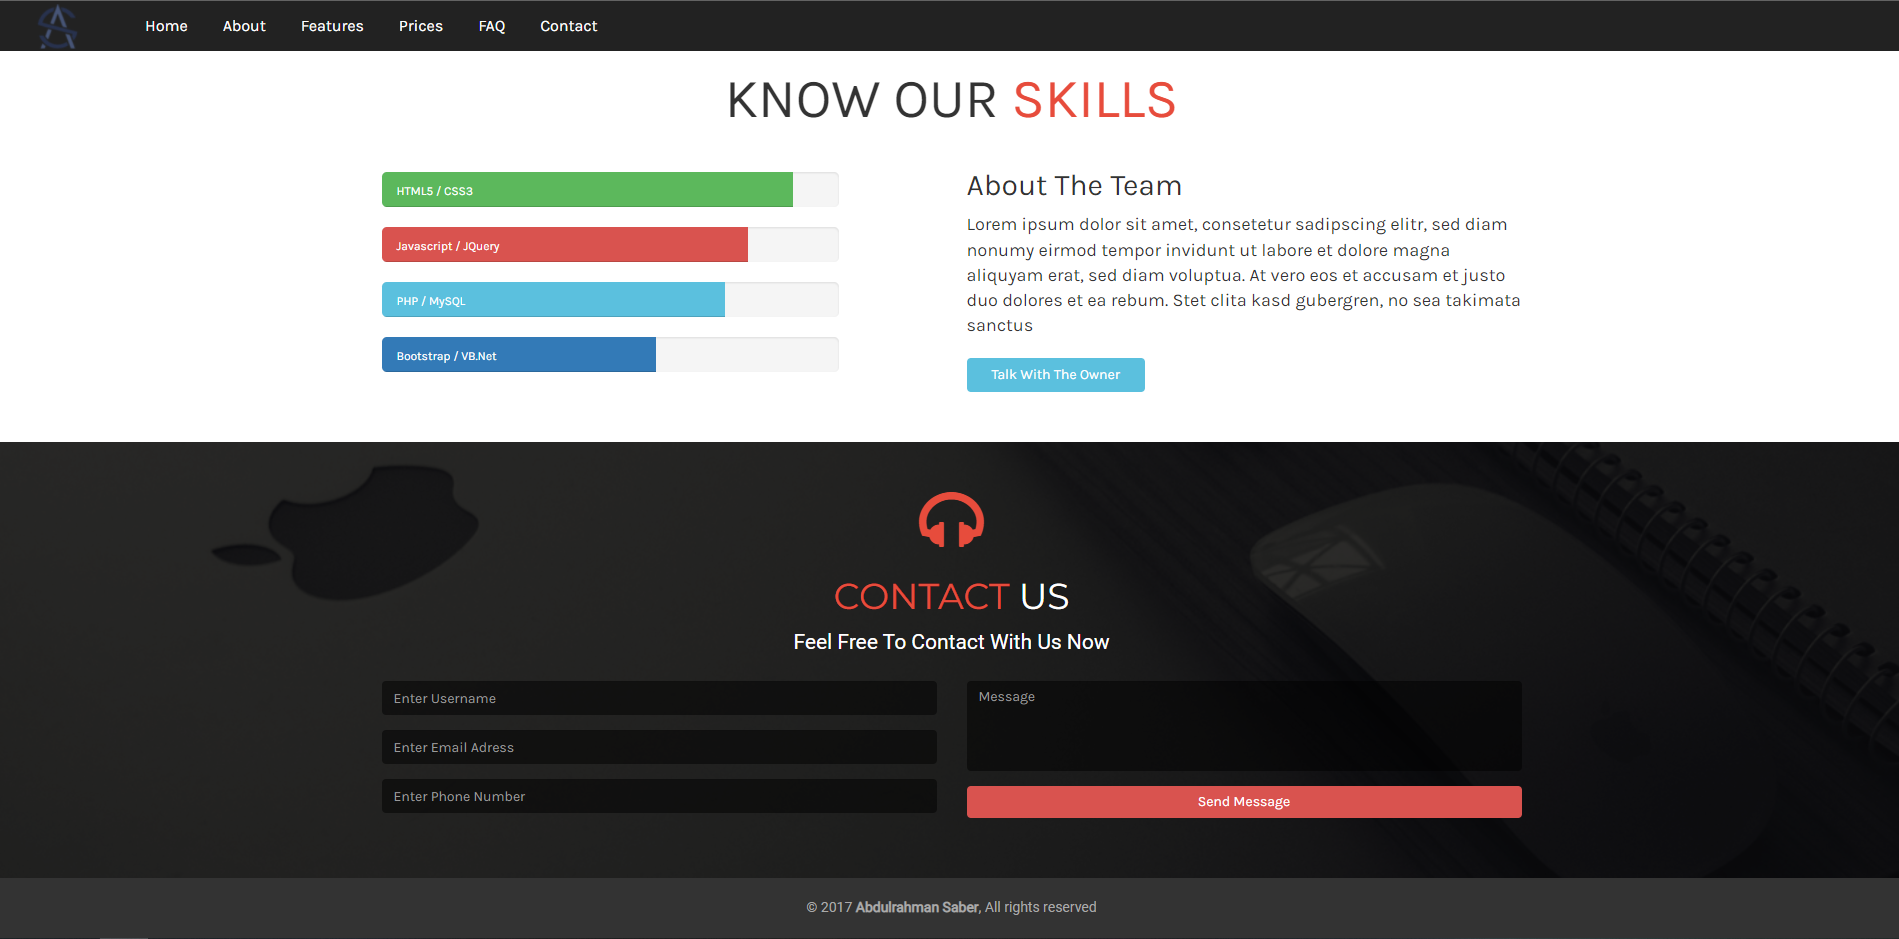 Home About Features Prices FAQ Contact
KNOW OUR SKILLS
HTML5 / CSS3
Javascript / JQuery
PHP / MySQL
Bootstrap / VB.Net
About The Team
Lorem ipsum dolor sit amet, consetetur sadipscing elitr, sed diam
nonumy eirmod tempor invidunt ut labore et dolore magna
aliquyam erat, sed diam voluptua. At vero eos et accusam et justo
duo dolores et ea rebum. Stet clita kasd gubergren, no sea takimata
sanctus
Talk With The Owner
CONTACT US
Feel Free To Contact With Us Now
Enter Username
Enter Email Adress
Enter Phone Number
Message
Send Message
© 2017 Abdulrahman Saber, All rights reserved